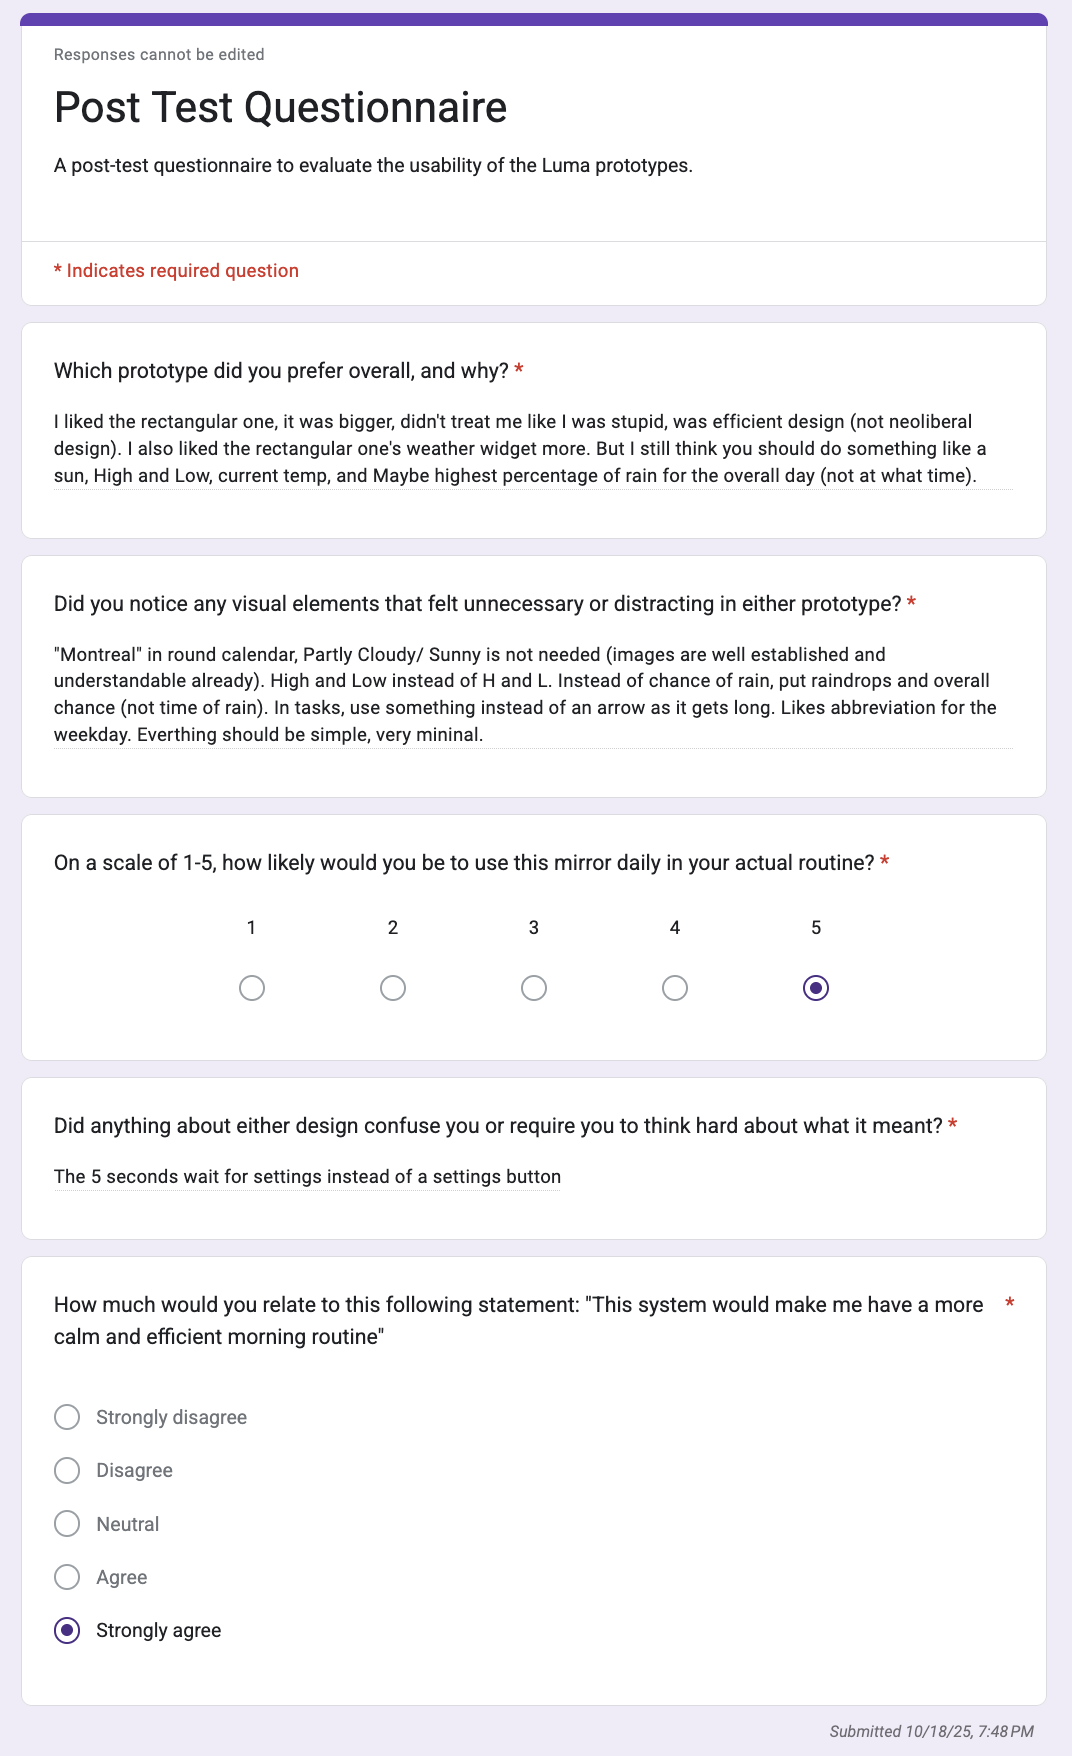 Responses cannot be edited
Post Test Questionnaire
A post-test questionnaire to evaluate the usability of the Luma prototypes.
* Indicates required question
Which prototype did you prefer overall, and why? *
I liked the rectangular one, it was bigger, didn't treat me like I was stupid, was efficient design (not neoliberal
design). I also liked the rectangular one's weather widget more. But I still think you should do something like a
sun, High and Low, current temp, and Maybe highest percentage of rain for the overall day (not at what time).
Did you notice any visual elements that felt unnecessary or distracting in either prototype? *
"Montreal" in round calendar, Partly Cloudy/ Sunny is not needed (images are well established and
understandable already). High and Low instead of H and L. Instead of chance of rain, put raindrops and overall
chance (not time of rain). In tasks, use something instead of an arrow as it gets long. Likes abbreviation for the
weekday. Everthing should be simple, very mininal.
On a scale of 1-5, how likely would you be to use this mirror daily in your actual routine? *
1 2 3 4 5
Did anything about either design confuse you or require you to think hard about what it meant? *
The 5 seconds wait for settings instead of a settings button
How much would you relate to this following statement: "This system would make me have a more *
calm and efficient morning routine"
Strongly disagree
Disagree
Neutral
Agree
Strongly agree
Submitted 10/18/25, 7:48 PM